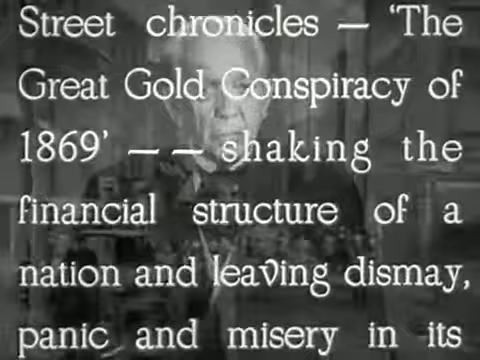 Street chronicles — 'The
Great Gold Conspiracy of
1869' — — shaking the
financial structure of a
nation and leaving dismay,
panic and misery in its